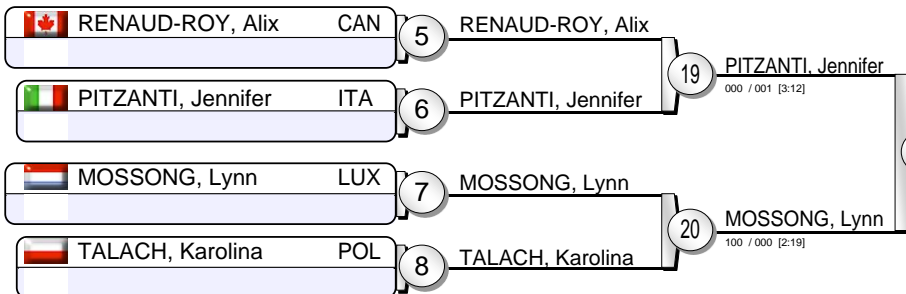 RENAUD-ROY, Alix CAN
5
RENAUD-ROY, Alix
19
PITZANTI, Jennifer
000 / 001 [3:12]
PITZANTI, Jennifer ITA
6
PITZANTI, Jennifer
MOSSONG, Lynn LUX
7
MOSSONG, Lynn
20
MOSSONG, Lynn
100 / 000 [2:19]
TALACH, Karolina POL
8
TALACH, Karolina